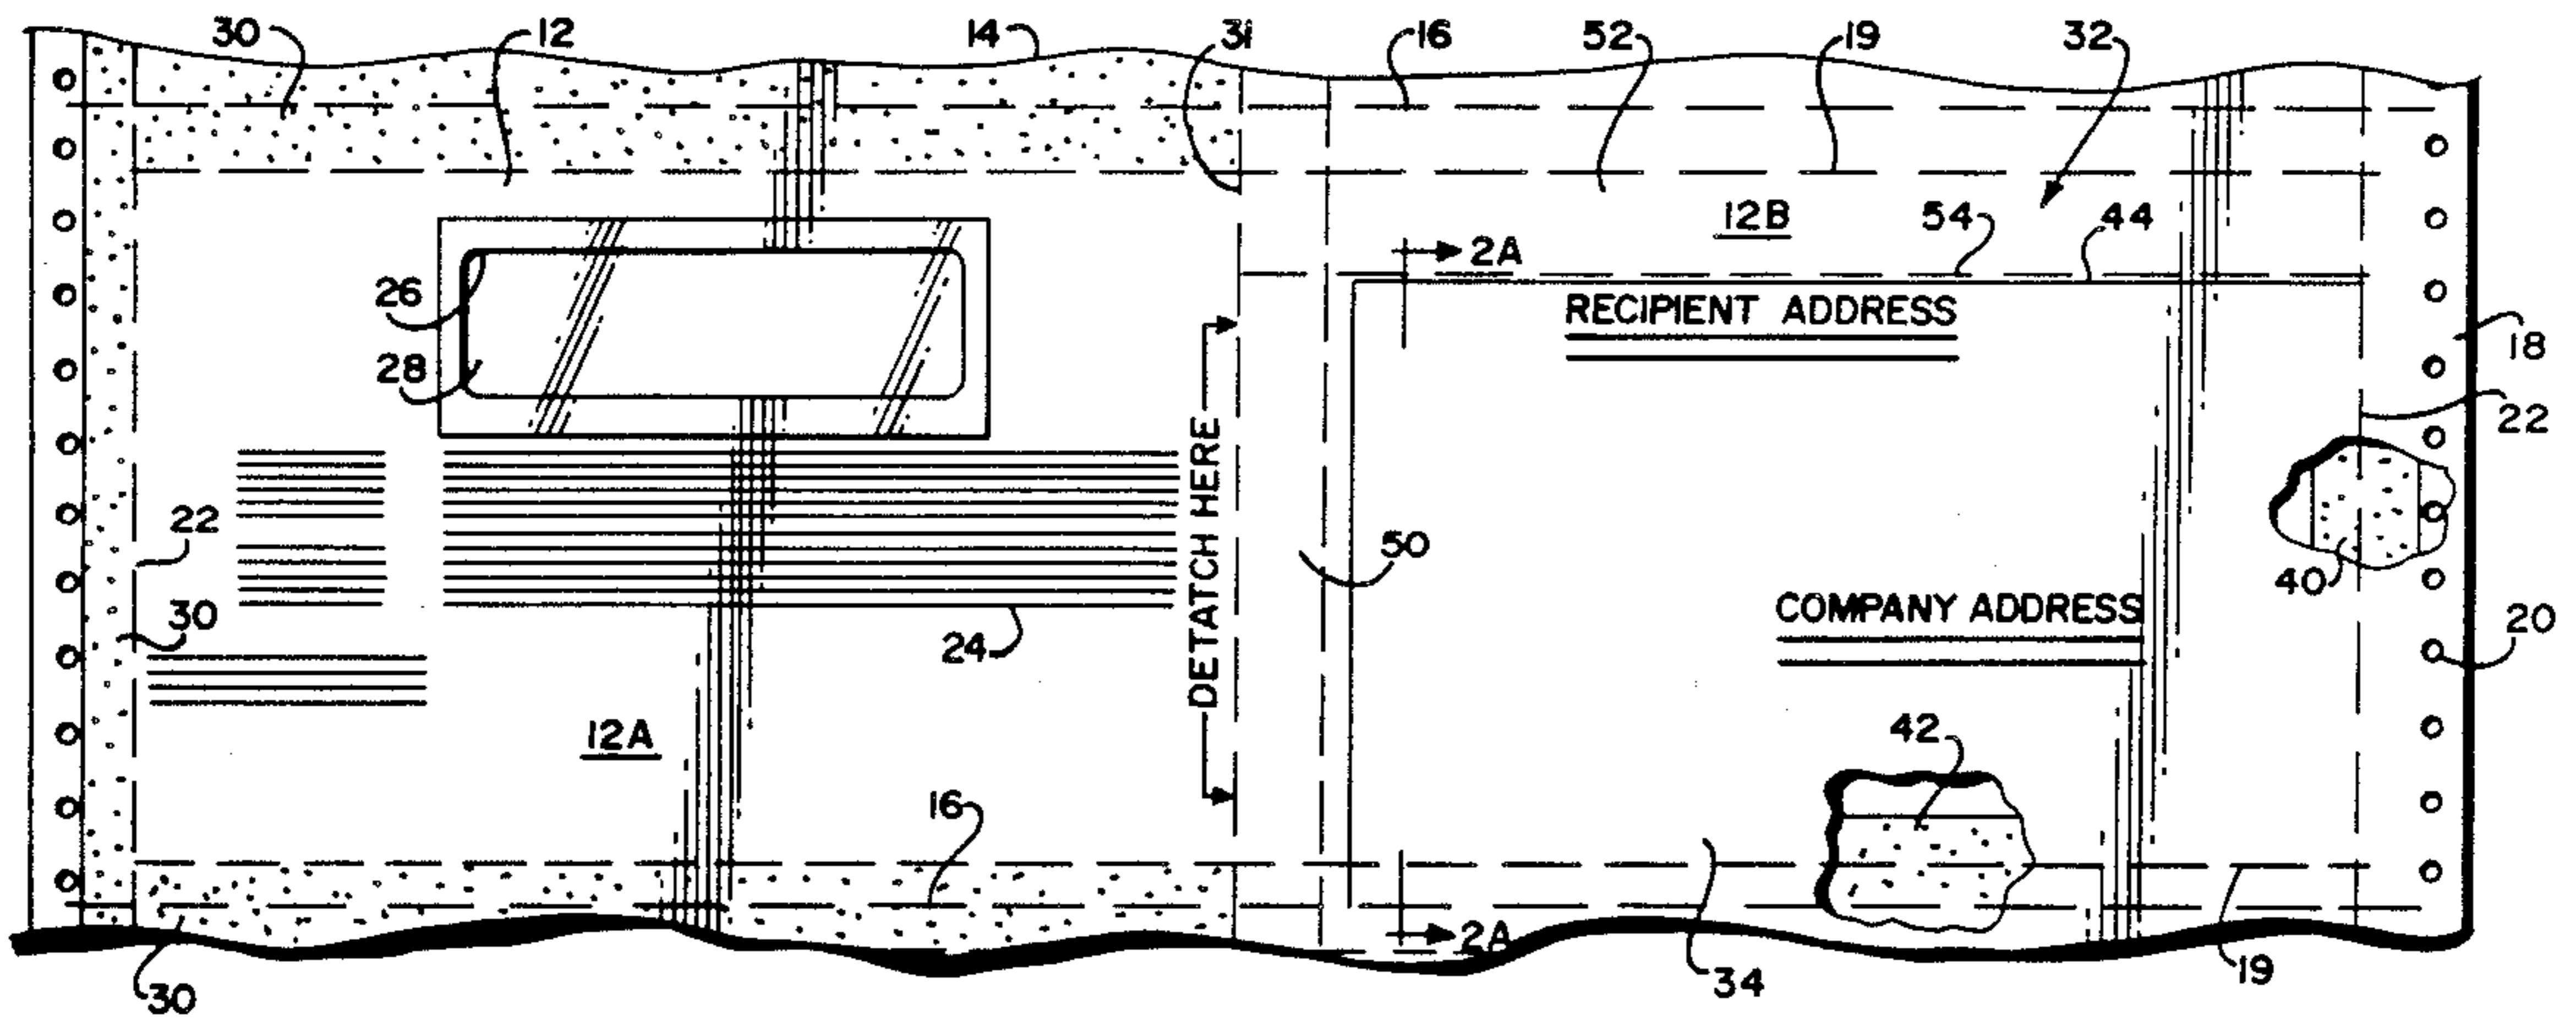 30 12 14 31 16 52 19 32
12B 54 44
2A
26 RECIPIENT ADDRESS
28 18
22
DETATCH HERE
22 50 40
30 COMPANY ADDRESS 20
24
12A 42
16
2A
30 34 19